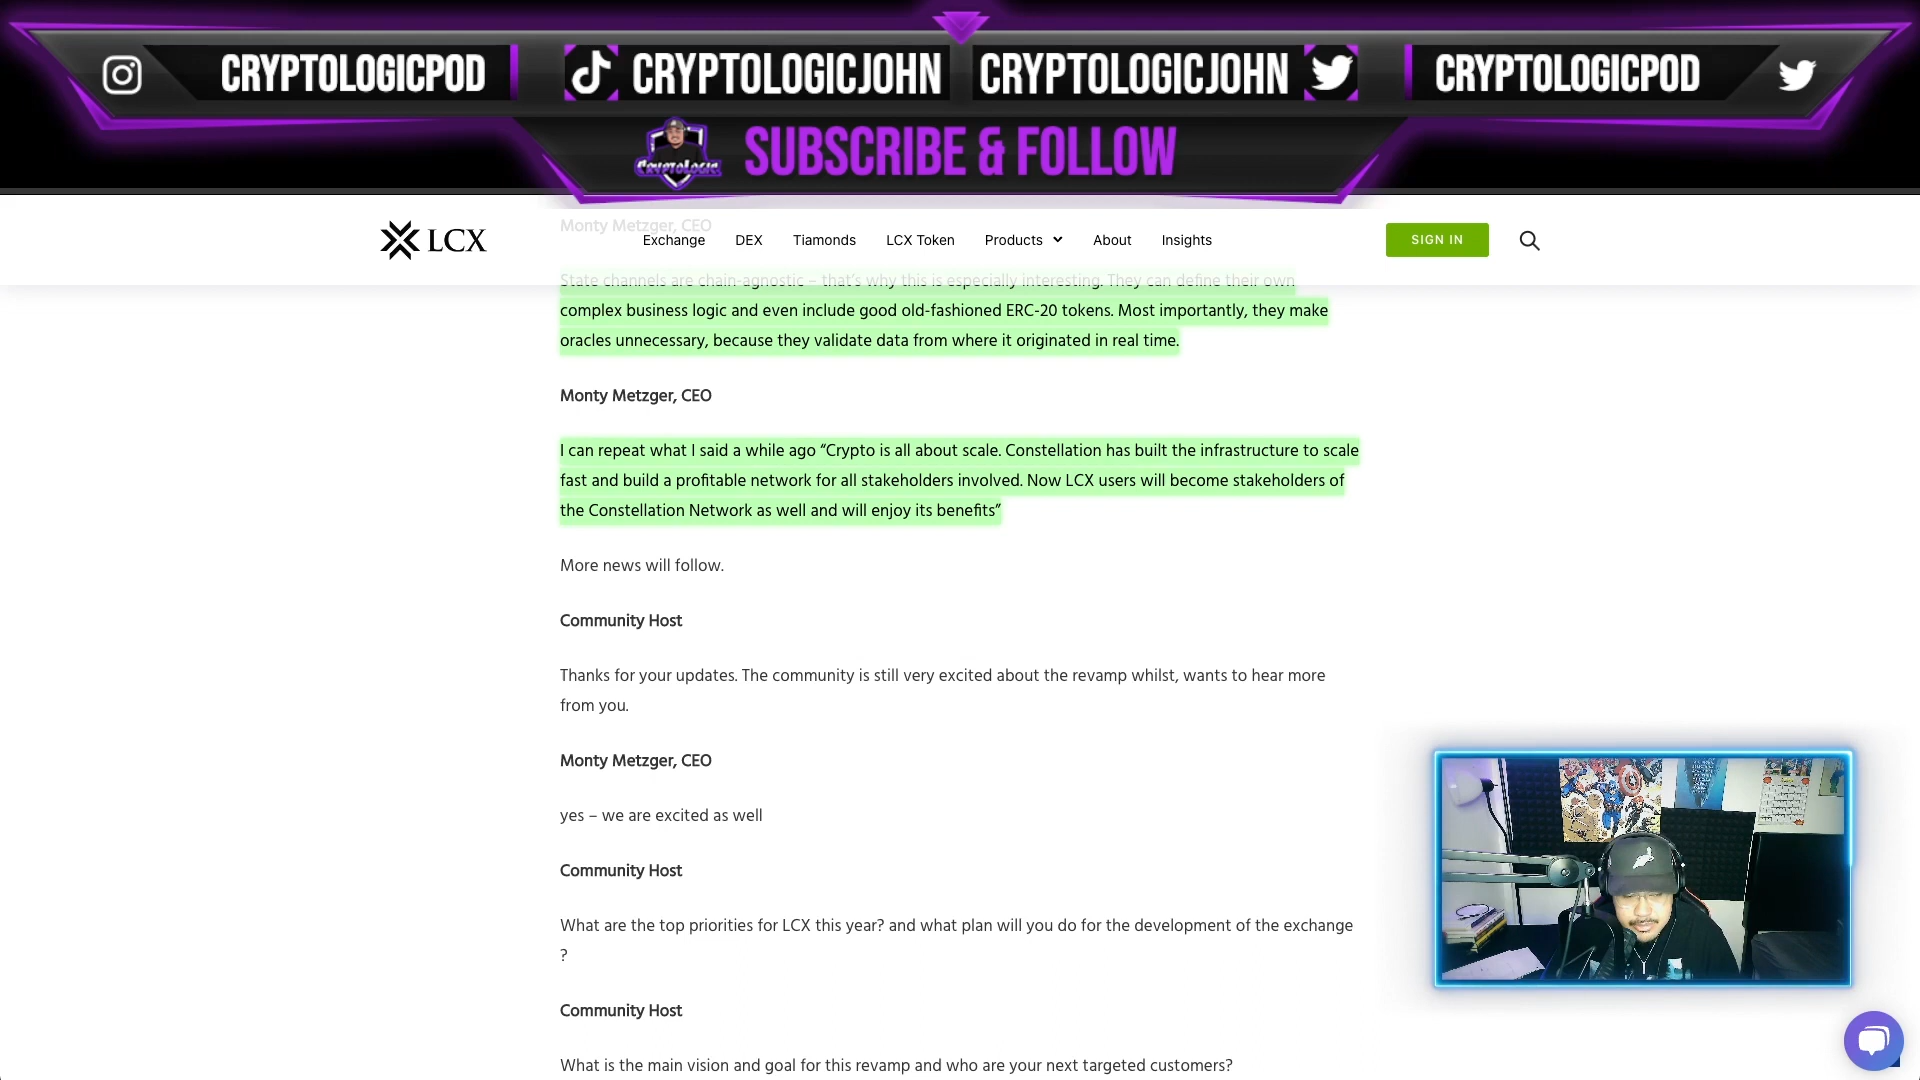 CRYPTOLOGICPOD
CRYPTOLOGICJOHN
CRYPTOLOGICJOHN
CRYPTOLOGICPOD
CRYPTOLOGIC
SUBSCRIBE & FOLLOW
Monty Metzger, CEO
LCX
Exchange
DEX
Tiamonds
LCX Token
Products
About
Insights
SIGN IN
State channels are chain-agnostic – that’s why this is especially interesting. They can define their own
complex business logic and even include good old-fashioned ERC-20 tokens. Most importantly, they make
oracles unnecessary, because they validate data from where it originated in real time.
Monty Metzger, CEO
I can repeat what I said a while ago “Crypto is all about scale. Constellation has built the infrastructure to scale
fast and build a profitable network for all stakeholders involved. Now LCX users will become stakeholders of
the Constellation Network as well and will enjoy its benefits”
More news will follow.
Community Host
Thanks for your updates. The community is still very excited about the revamp whilst, wants to hear more
from you.
Monty Metzger, CEO
yes – we are excited as well
Community Host
What are the top priorities for LCX this year? and what plan will you do for the development of the exchange
?
Community Host
What is the main vision and goal for this revamp and who are your next targeted customers?